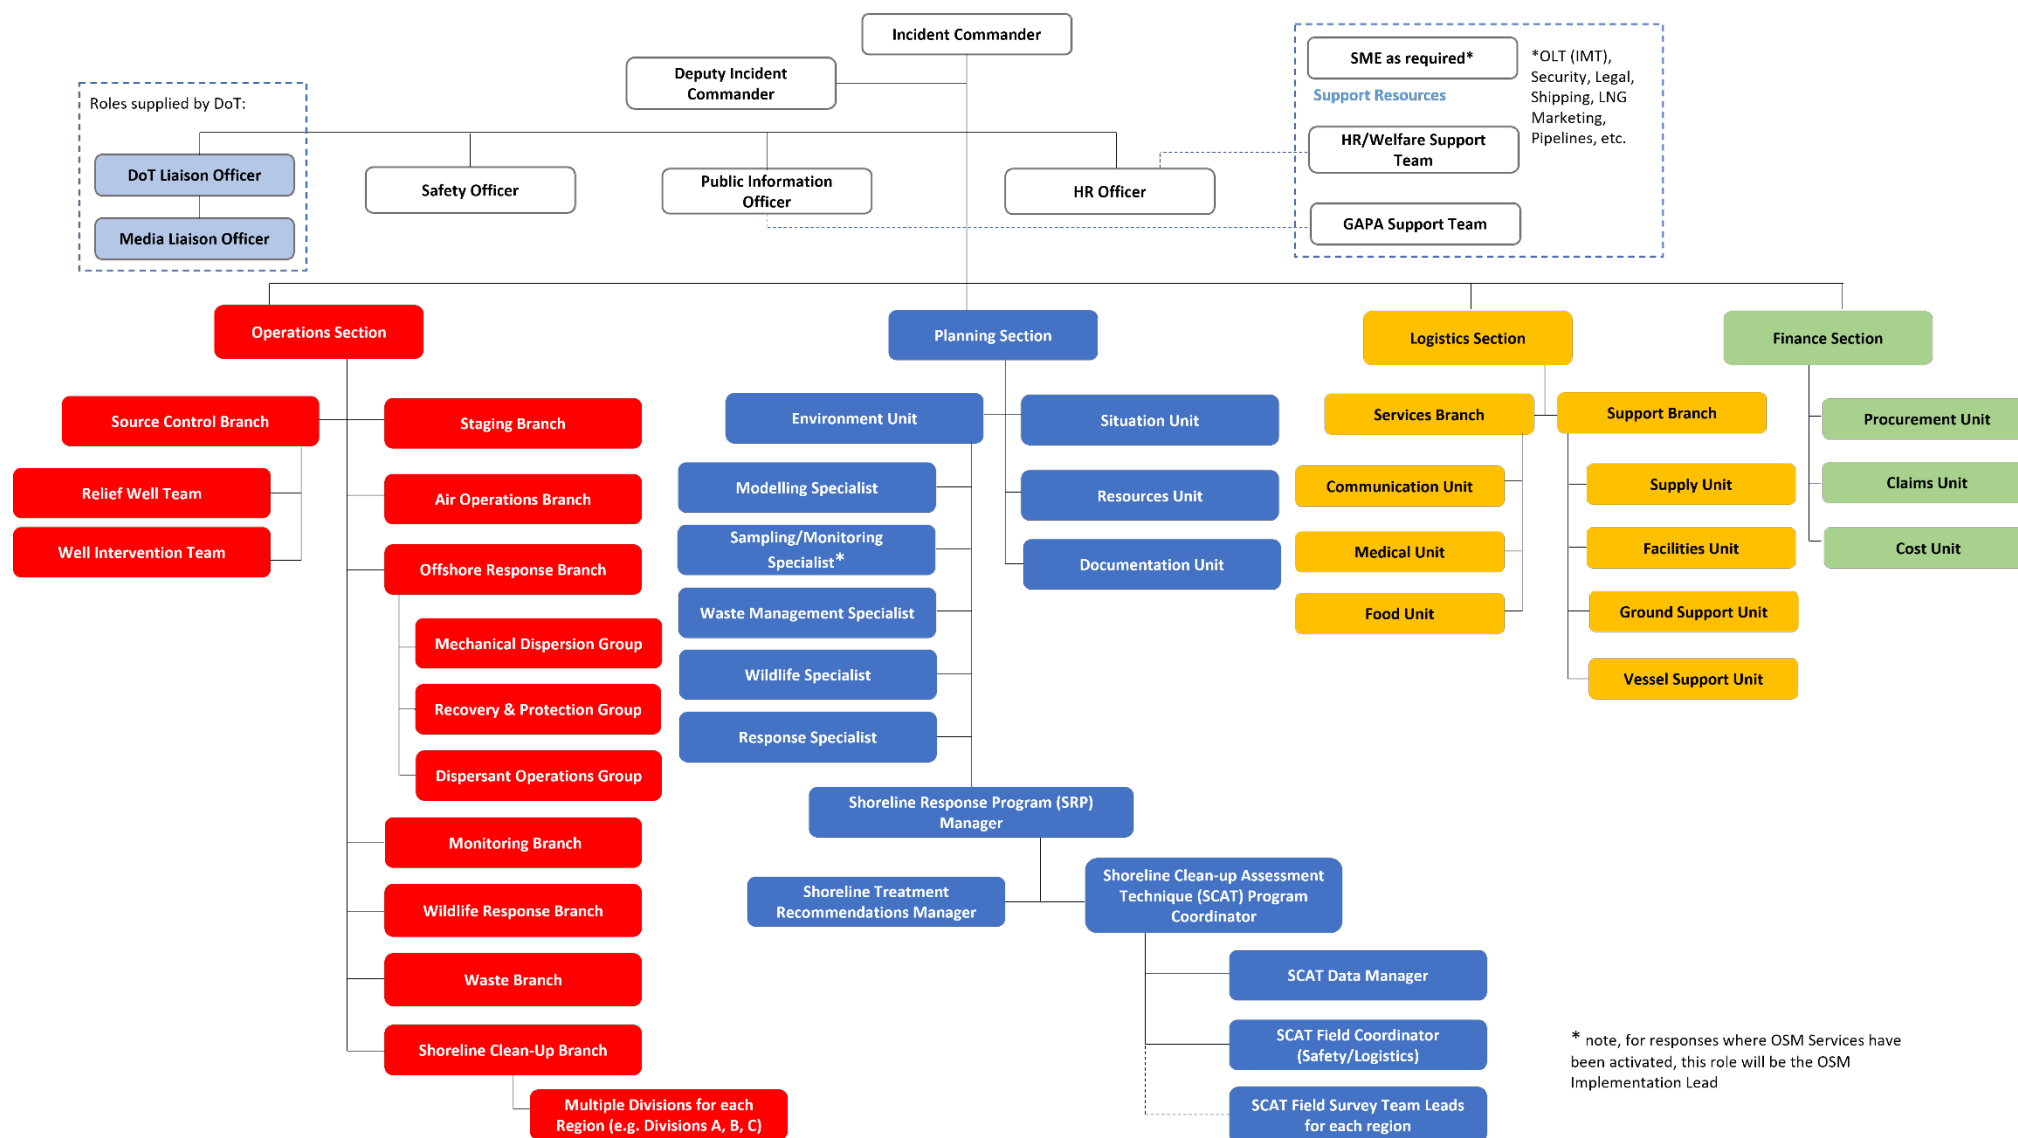 Incident Commander
Deputy Incident
Commander
Roles supplied by DoT:
DoT Liaison Officer
Media Liaison Officer
Safety Officer
Public Information
Officer
HR Officer
SME as required*
Support Resources
HR/Welfare Support
Team
GAPA Support Team
*OLT (IMT),
Security, Legal,
Shipping, LNG
Marketing,
Pipelines, etc.
Operations Section
Source Control Branch
Relief Well Team
Well Intervention Team
Staging Branch
Air Operations Branch
Offshore Response Branch
Mechanical Dispersion Group
Recovery & Protection Group
Dispersant Operations Group
Monitoring Branch
Wildlife Response Branch
Waste Branch
Shoreline Clean-Up Branch
Multiple Divisions for each
Region (e.g. Divisions A, B, C)
Planning Section
Environment Unit
Modelling Specialist
Sampling/Monitoring
Specialist*
Waste Management Specialist
Wildlife Specialist
Response Specialist
Situation Unit
Resources Unit
Documentation Unit
Shoreline Response Program (SRP)
Manager
Shoreline Treatment
Recommendations Manager
Shoreline Clean-up Assessment
Technique (SCAT) Program
Coordinator
SCAT Data Manager
SCAT Field Coordinator
(Safety/Logistics)
SCAT Field Survey Team Leads
for each region
Logistics Section
Services Branch
Communication Unit
Medical Unit
Food Unit
Support Branch
Supply Unit
Facilities Unit
Ground Support Unit
Vessel Support Unit
Finance Section
Procurement Unit
Claims Unit
Cost Unit
* note, for responses where OSM Services have
been activated, this role will be the OSM
Implementation Lead